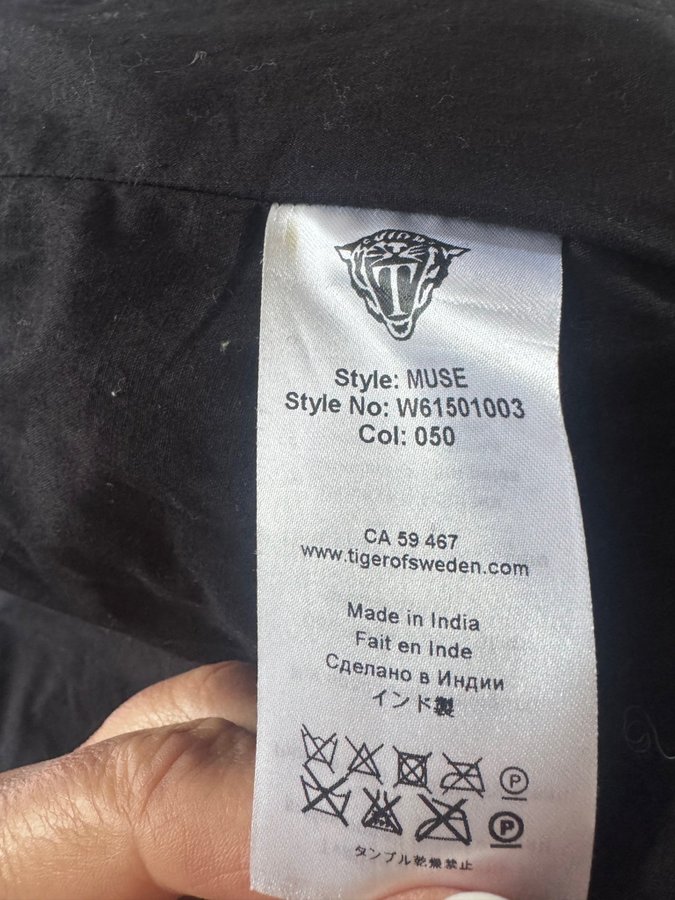 T
Style: MUSE
Style No: W61501003
Col: 050
CA 59 467
www.tigerofsweden.com
Made in India
Fait en Inde
Сделано в Индии
インド製
P
P
タンブル乾燥禁止